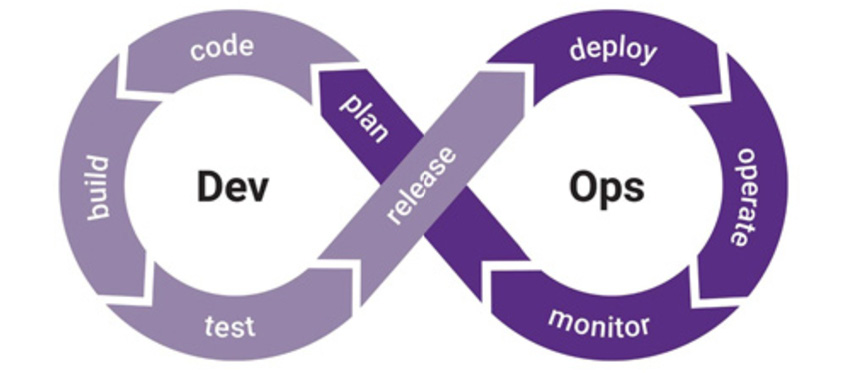 code
deploy
plan
build
Dev
release
Ops
operate
test
monitor